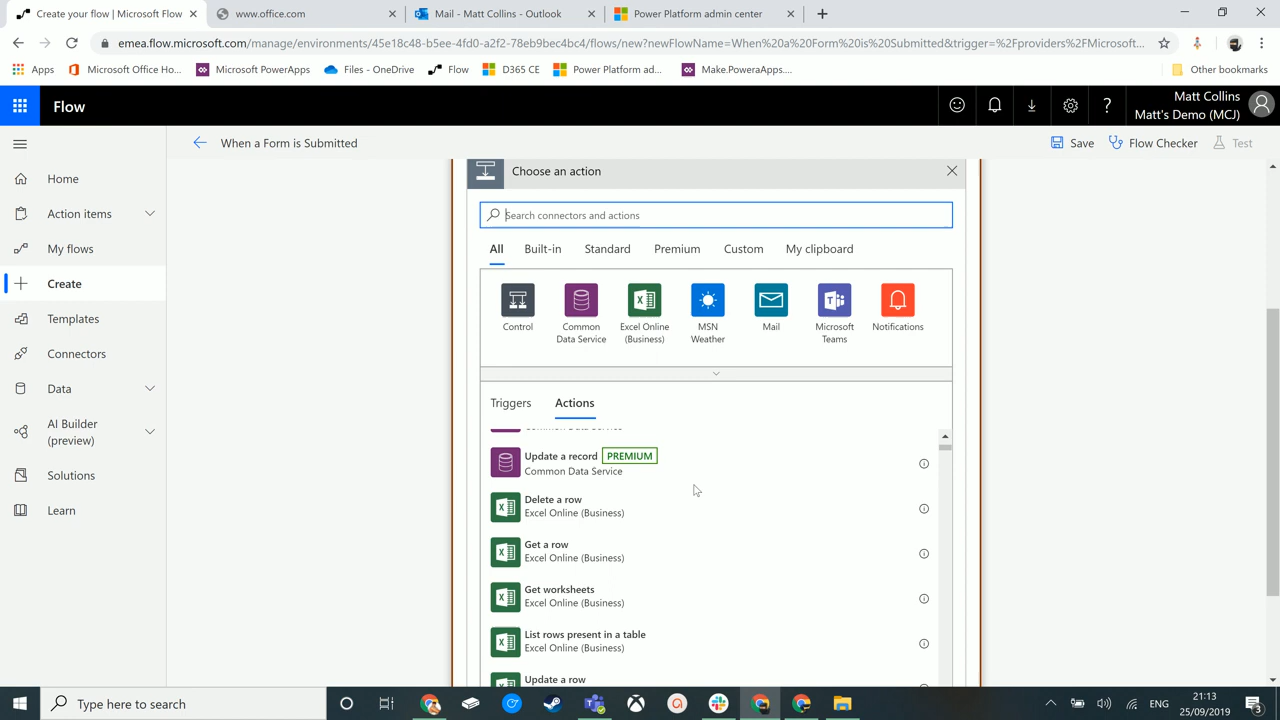 Create your flow | Microsoft Flow
www.office.com
Mail - Matt Collins - Outlook
Power Platform admin center
emea.flow.microsoft.com/manage/environments/45e18c48-b5ee-4fd0-a2f2-78eb9bec4bc4/flows/new?newFlowName=When%20a%20Form%20is%20Submitted&trigger=%2Fproviders%2FMicrosoft...
Apps
Microsoft Office Ho...
Microsoft PowerApps
Files - OneDrive
Flow
D365 CE
Power Platform ad...
Make.PoweraApps....
Other bookmarks
Flow
Matt Collins
Matt's Demo (MCJ)
When a Form is Submitted
Save
Flow Checker
Test
Home
Action items
My flows
Create
Templates
Connectors
Data
AI Builder
(preview)
Solutions
Learn
Choose an action
Search connectors and actions
All
Built-in
Standard
Premium
Custom
My clipboard
Control
Common
Data Service
Excel Online
(Business)
MSN
Weather
Mail
Microsoft
Teams
Notifications
Triggers
Actions
Common Data Service
Update a record PREMIUM
Common Data Service
Delete a row
Excel Online (Business)
Get a row
Excel Online (Business)
Get worksheets
Excel Online (Business)
List rows present in a table
Excel Online (Business)
Update a row
Type here to search
ENG
21:13
25/09/2019
3